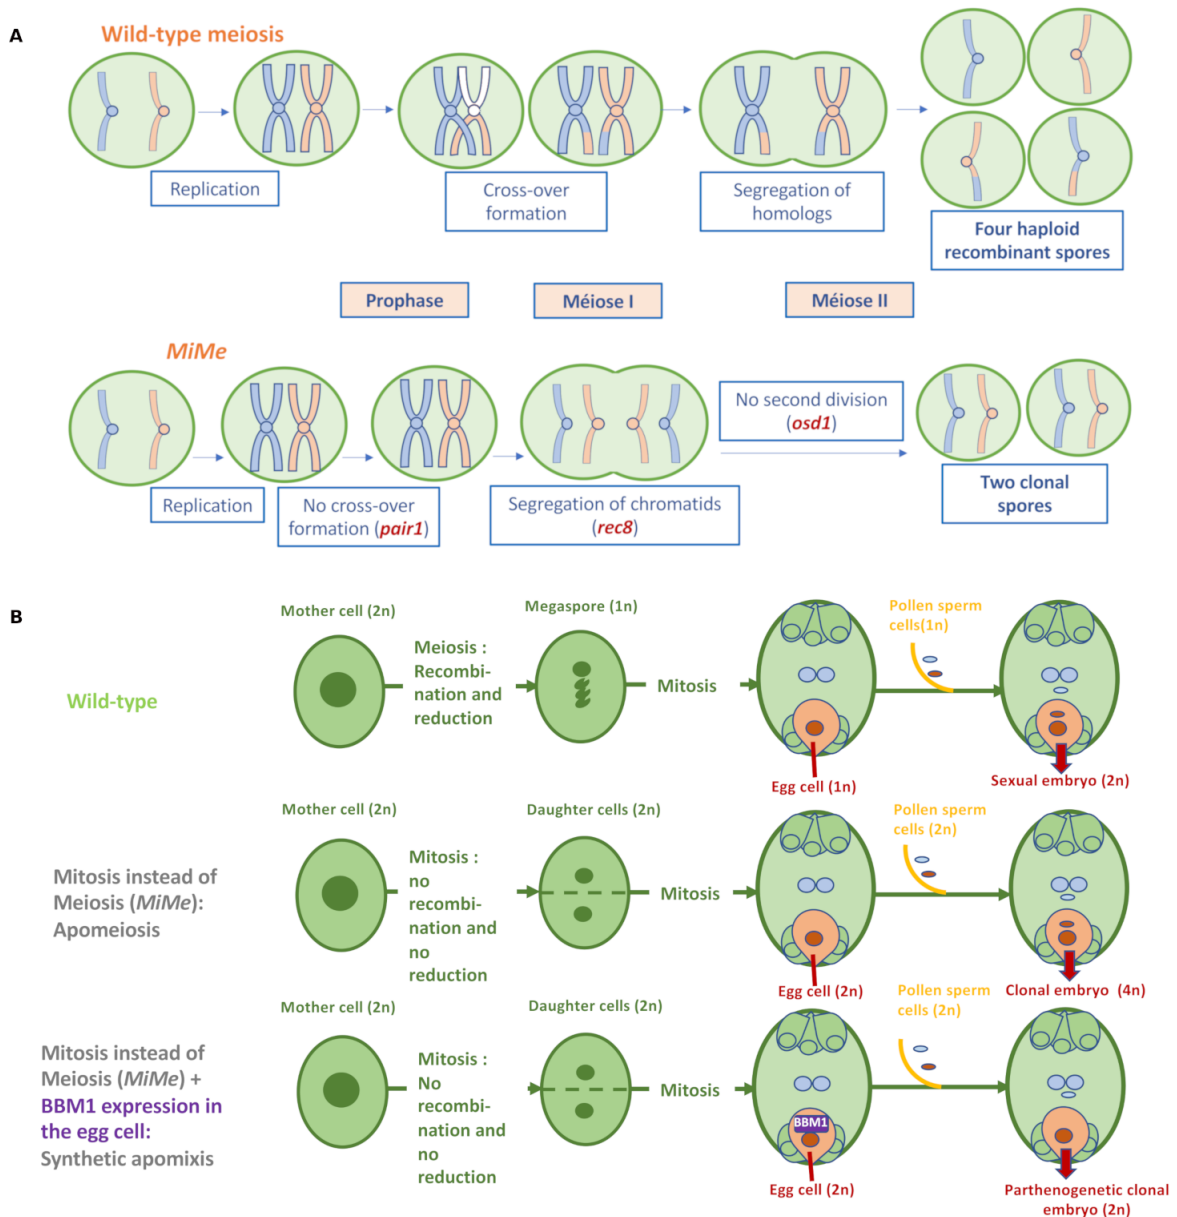 A
Wild-type meiosis
Replication
Cross-over
formation
Segregation of
homologs
Four haploid
recombinant spores
Prophase
Méiose I
Méiose II
MiMe
Replication
No cross-over
formation (pair1)
Segregation of chromatids
(rec8)
No second division
(osd1)
Two clonal
spores
B
Wild-type
Mother cell (2n)
Meiosis :
Recombi-
nation and
reduction
Megaspore (1n)
Mitosis
Egg cell (1n)
Pollen sperm
cells(1n)
Sexual embryo (2n)
Mitosis instead of
Meiosis (MiMe):
Apomeiosis
Mother cell (2n)
Mitosis :
no
recombi-
nation and
no
reduction
Daughter cells (2n)
Mitosis
Egg cell (2n)
Pollen sperm
cells (2n)
Clonal embryo (4n)
Mitosis instead of
Meiosis (MiMe) +
BBM1 expression in
the egg cell:
Synthetic apomixis
Mother cell (2n)
Mitosis :
No
recombi-
nation and
no
reduction
Daughter cells (2n)
Mitosis
BBM1
Egg cell (2n)
Pollen sperm
cells (2n)
Parthenogenetic clonal
embryo (2n)